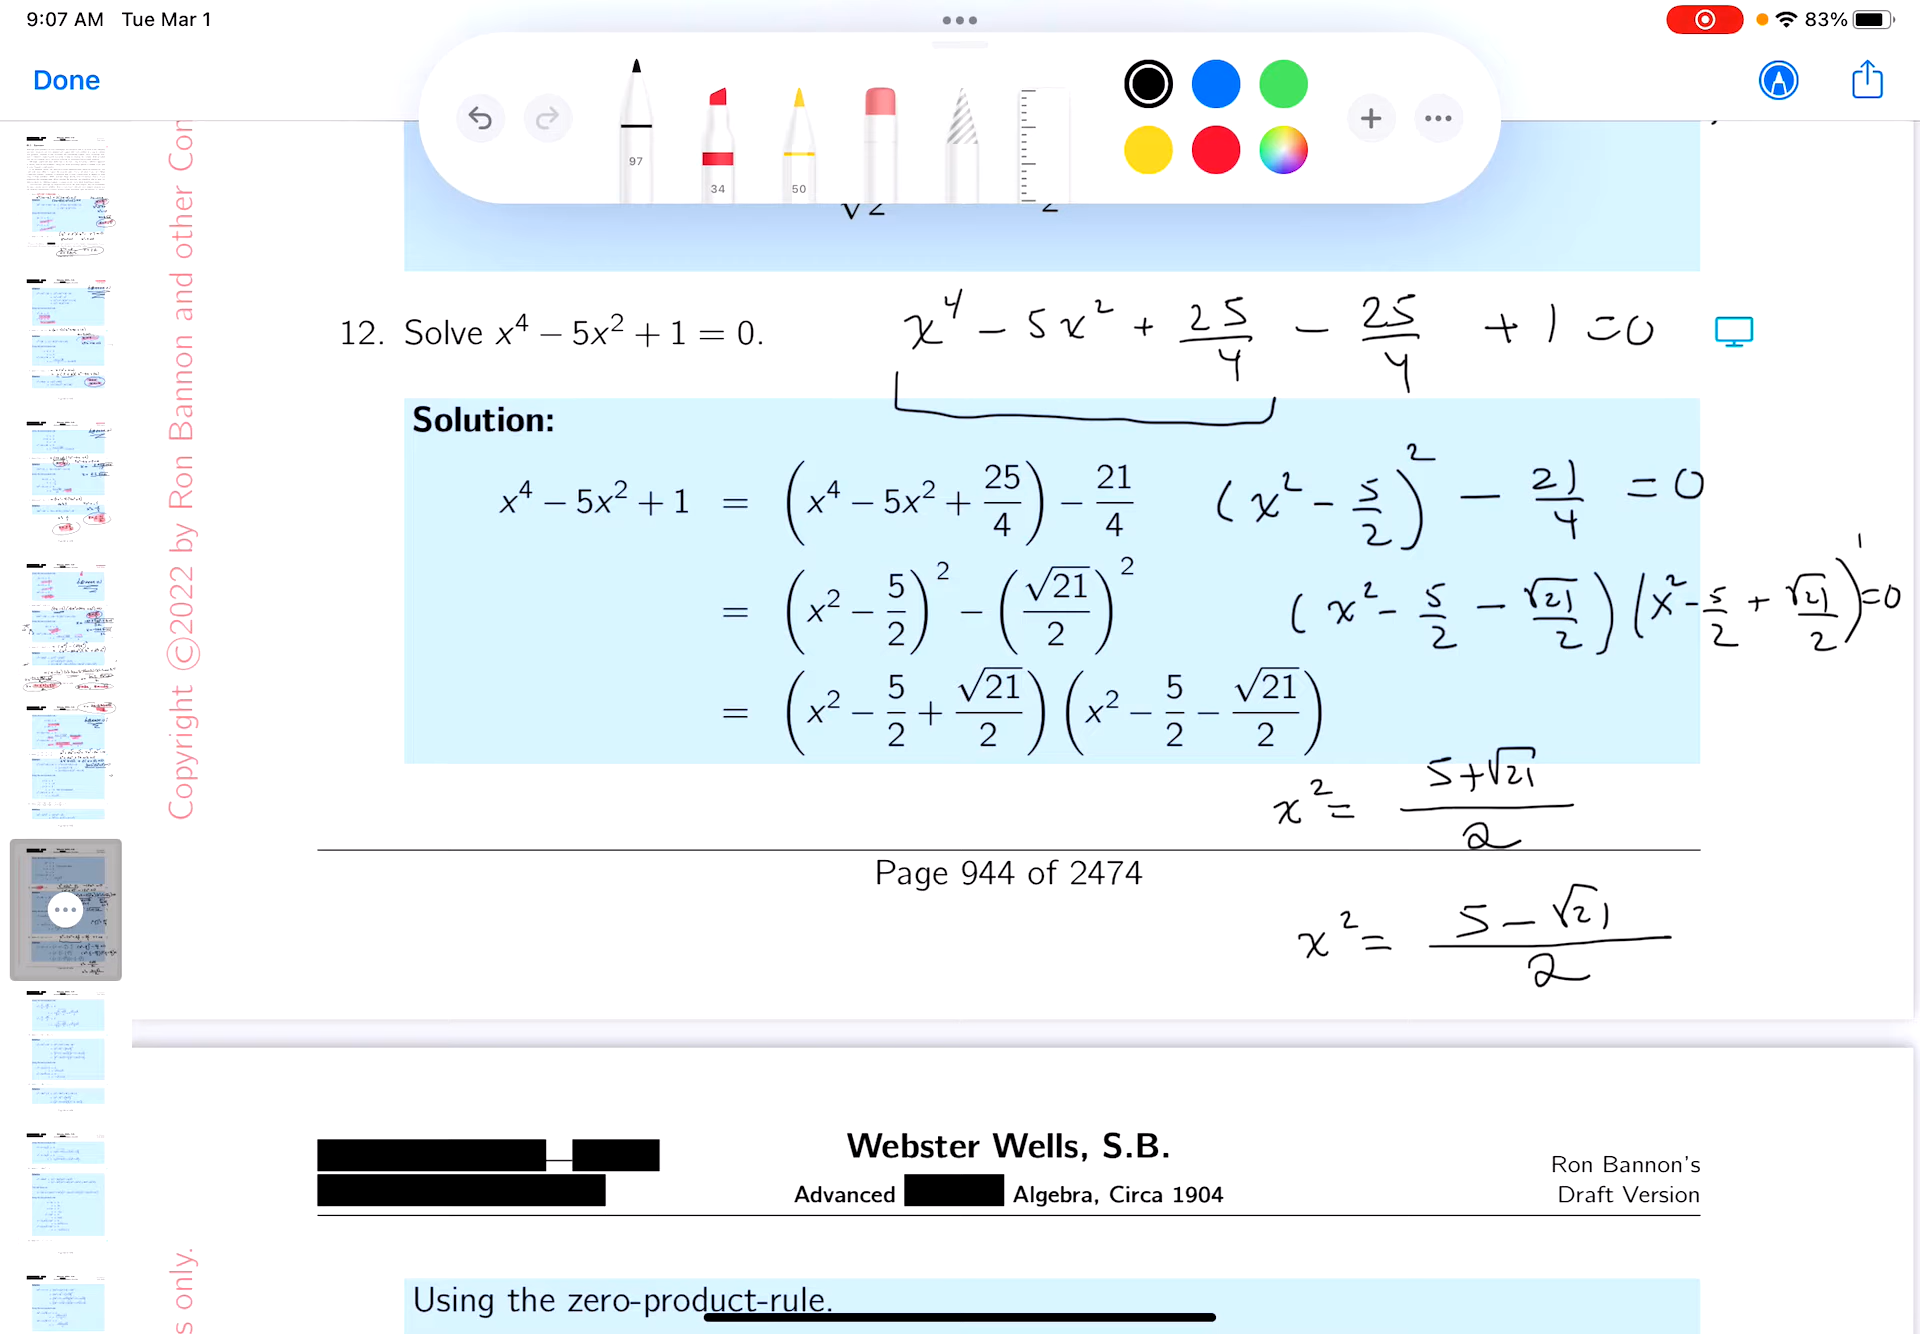 9:07 AM Tue Mar 1
83%
Done
97
34
50
√2
2
12. Solve x⁴ − 5x² + 1 = 0.
x⁴ − 5x² + 25/4 − 25/4 + 1 = 0
Solution:
x⁴ − 5x² + 1 = (x⁴ − 5x² + 25/4) − 21/4
(x² − 5/2)² − 21/4 = 0
= (x² − 5/2)² − (√21/2)²
(x² − 5/2 − √21/2)(x² − 5/2 + √21/2) = 0
= (x² − 5/2 + √21/2)(x² − 5/2 − √21/2)
x² = 5+√21/2
Page 944 of 2474
x² = 5 − √21/2
Copyright ©2022 by Ron Bannon and other Con
Webster Wells, S.B.
Advanced Algebra, Circa 1904
Ron Bannon's
Draft Version
s only.
Using the zero-product-rule.